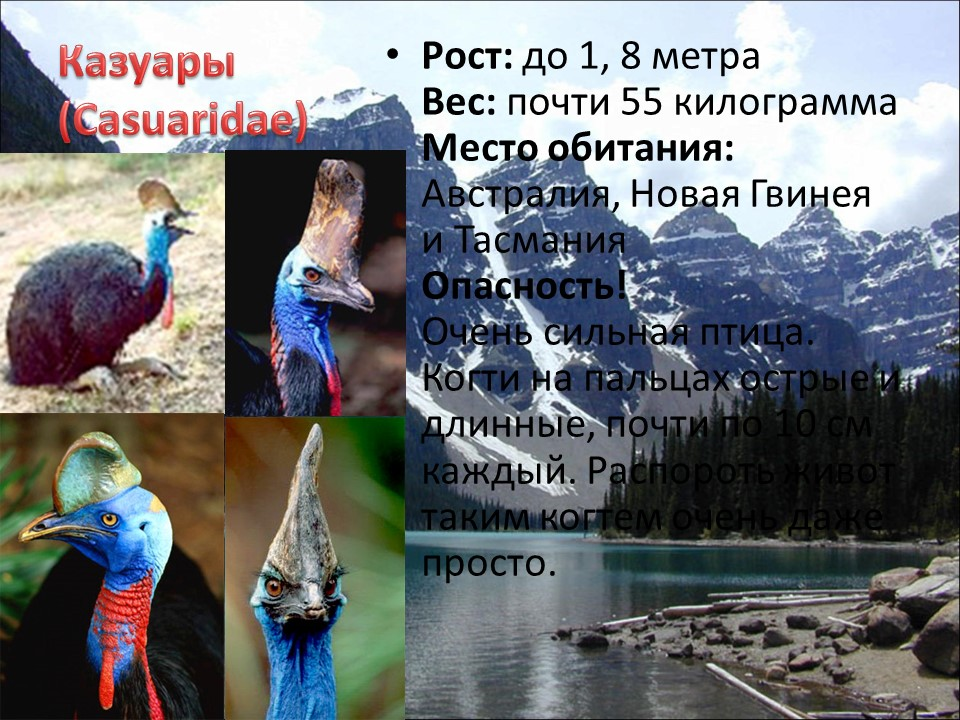 Казуары
(Casuaridae)
• Рост: до 1, 8 метра
Вес: почти 55 килограмма
Место обитания:
Австралия, Новая Гвинея
и Тасмания
Опасность!
Очень сильная птица.
Когти на пальцах острые и
длинные, почти по 10 см
каждый. Распороть живот
таким когтем очень даже
просто.